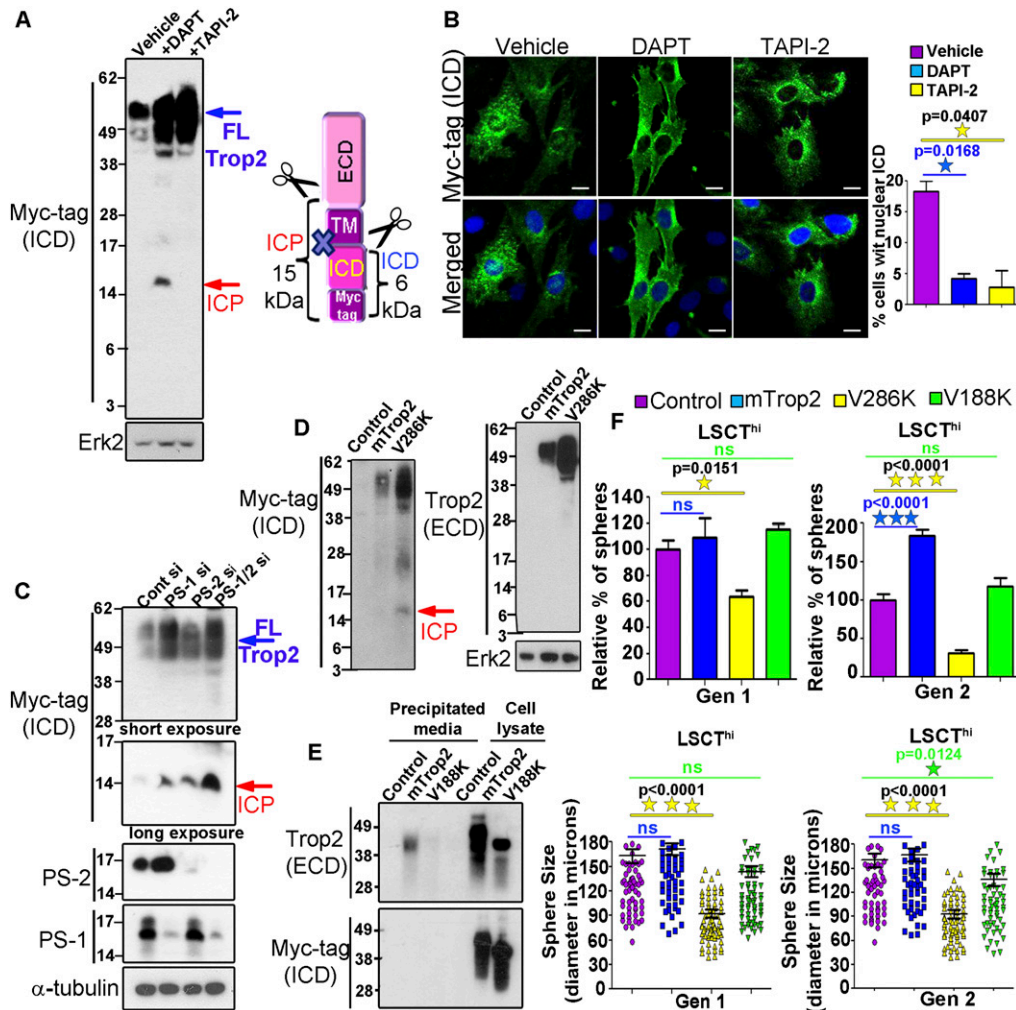 A
Vehicle
+DAPT
+TAPI-2
62
49
38
28
17
14
6
3
Myc-tag
(ICD)
FL
Trop2
ICP
Erk2
ECD
TM
ICD
Myc
tag
ICP
15
kDa
ICD
6
kDa
B
Vehicle
DAPT
TAPI-2
Myc-tag (ICD)
Merged
Vehicle
DAPT
TAPI-2
p=0.0407
p=0.0168
% cells wit nuclear ICD
20
15
10
5
0
C
Cont si
PS-1 si
PS-2 si
PS-1/2 si
62
49
38
28
Myc-tag
(ICD)
FL
Trop2
short exposure
17
14
ICP
long exposure
PS-2
17
14
PS-1
17
14
α-tubulin
D
Control
mTrop2
V286K
62
49
38
28
17
14
6
3
Myc-tag
(ICD)
ICP
Control
mTrop2
V286K
62
49
38
28
17
14
6
3
Trop2
(ECD)
Erk2
E
Precipitated
media
Cell
lysate
Control
mTrop2
V188K
Control
mTrop2
V188K
Trop2
(ECD)
49
38
28
Myc-tag
(ICD)
49
38
28
Control
mTrop2
V286K
V188K
F
LSCThi
ns
p=0.0151
ns
Relative % of spheres
140
120
100
80
60
40
20
0
Gen 1
LSCThi
ns
p<0.0001
p<0.0001
Relative % of spheres
200
150
100
50
0
Gen 2
LSCThi
ns
p<0.0001
ns
Sphere Size
(diameter in microns)
180
150
120
90
60
30
0
Gen 1
LSCThi
p=0.0124
p<0.0001
ns
Sphere Size
(diameter in microns)
180
150
120
90
60
30
0
Gen 2